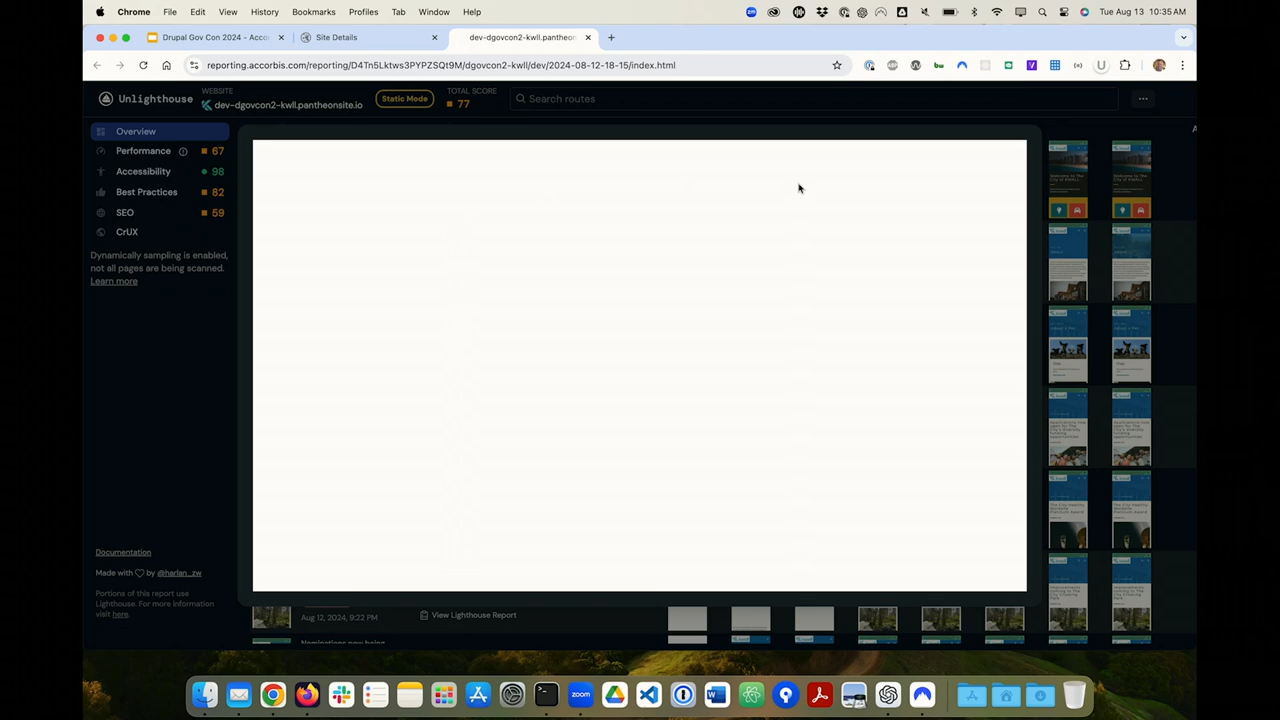 Chrome File Edit View History Bookmarks Profiles Tab Window Help Tue Aug 13 10:35 AM
Drupal Gov Con 2024 - Acco
Site Details
dev-dgovcon2-kwll.pantheon
reporting.accorbis.com/reporting/D4Tn5Lktws3PYPZSQt9M/dgovcon2-kwll/dev/2024-08-12-18-15/index.html
Unlighthouse
WEBSITE
dev-dgovcon2-kwll.pantheonsite.io
Static Mode
TOTAL SCORE
77
Search routes
Overview
Performance 67
Accessibility 98
Best Practices 82
SEO 59
CrUX
Dynamically sampling is enabled,
not all pages are being scanned.
Learn more
Documentation
Made with by @harlan_zw
Portions of this report use
Lighthouse. For more information
visit here.
Aug 12, 2024, 9:22 PM
View Lighthouse Report
Nominations now being